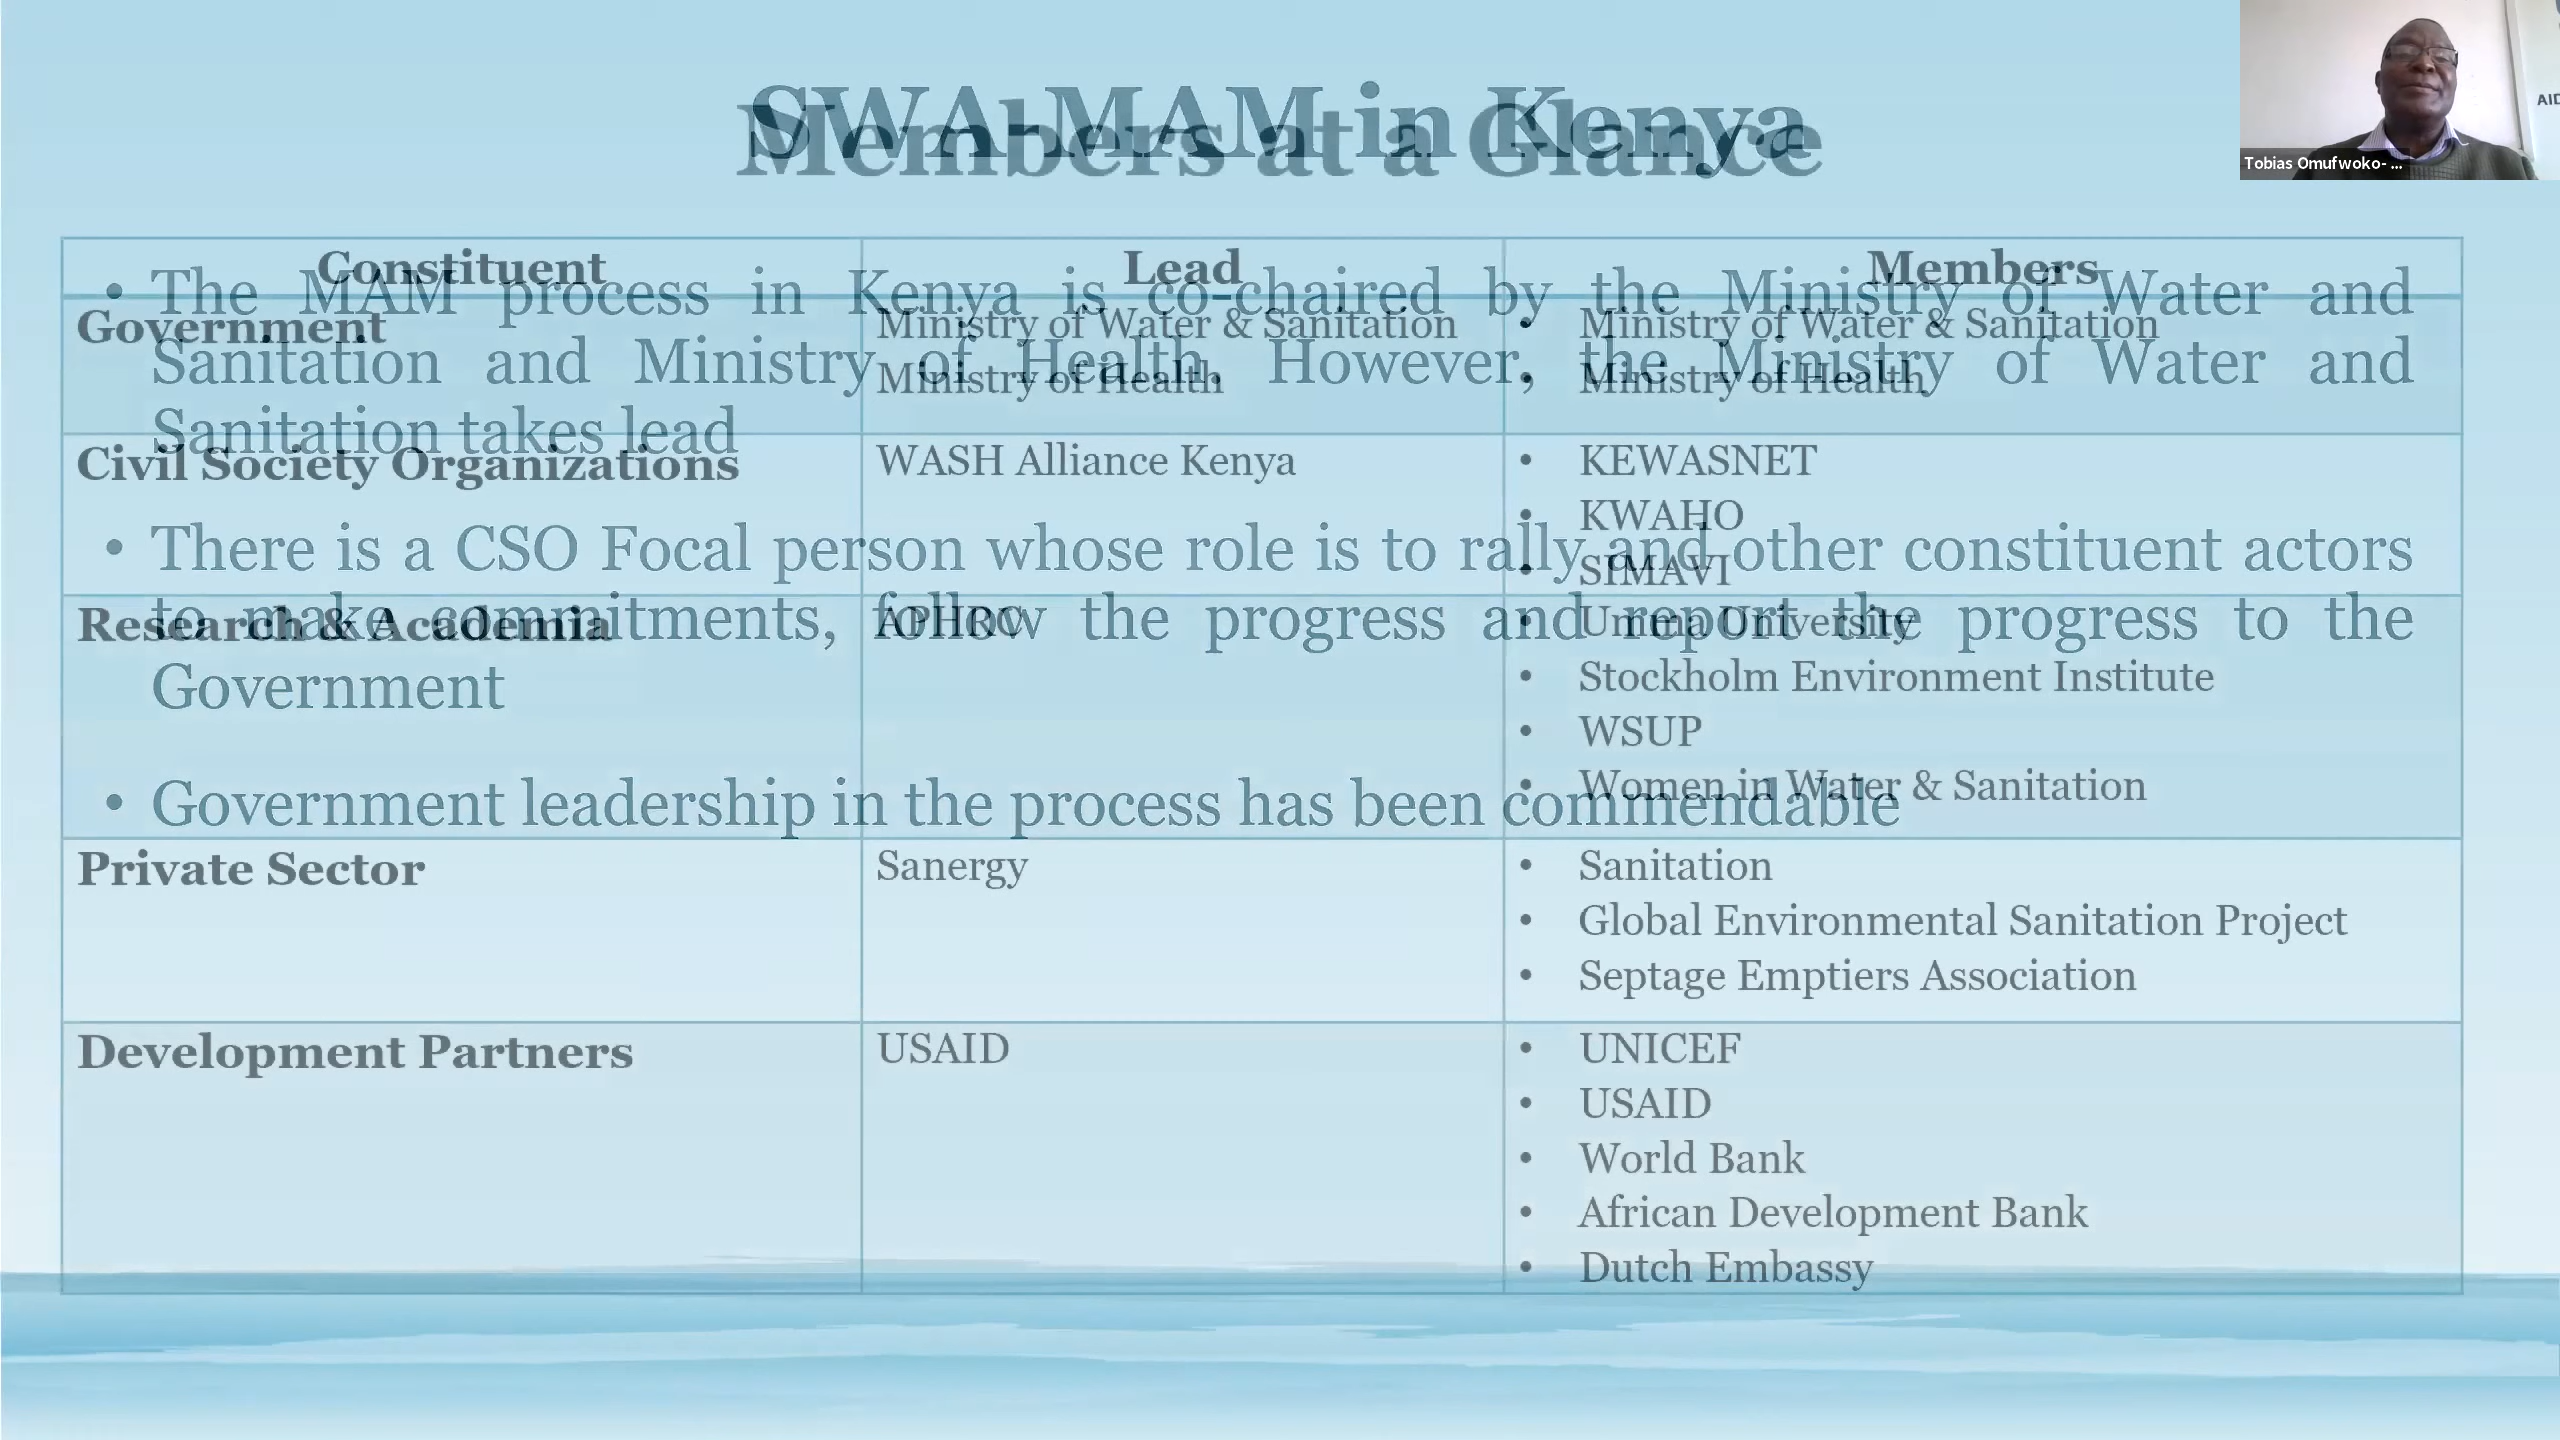 SWA MAM in Kenya
• The MAM process in Kenya is co-chaired by the Ministry of Water and
Sanitation and Ministry of Health. However, the Ministry of Water and
Sanitation takes lead
• There is a CSO Focal person whose role is to rally and other constituent actors
to make commitments, follow the progress and report the progress to the
Government
• Government leadership in the process has been commendable
Members at a Glance
Constituent Lead Members
Government
Ministry of Water & Sanitation
Ministry of Health
• Ministry of Water & Sanitation
• Ministry of Health
Civil Society Organizations
WASH Alliance Kenya
• KEWASNET
• KWAHO
• SIMAVI
Research & Academia
APHRC
• Umma University
• Stockholm Environment Institute
• WSUP
• Women in Water & Sanitation
Private Sector
Sanergy
• Sanitation
• Global Environmental Sanitation Project
• Septage Emptiers Association
Development Partners
USAID
• UNICEF
• USAID
• World Bank
• African Development Bank
• Dutch Embassy
Tobias Omufwoko- ...
AID